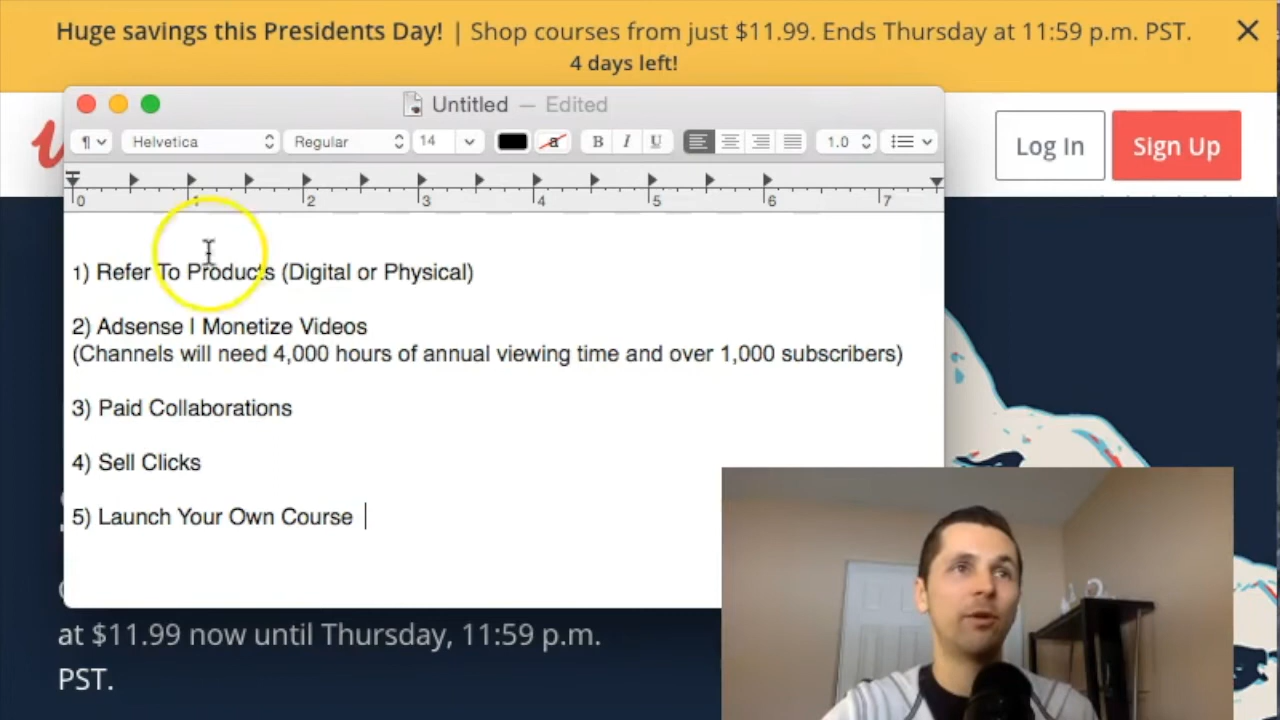 Huge savings this Presidents Day! | Shop courses from just $11.99. Ends Thursday at 11:59 p.m. PST.
4 days left!
Untitled — Edited
Helvetica Regular 14 a B I U 1.0
0 1 2 3 4 5 6 7
Log In Sign Up
1) Refer To Products (Digital or Physical)
2) Adsense | Monetize Videos
(Channels will need 4,000 hours of annual viewing time and over 1,000 subscribers)
3) Paid Collaborations
4) Sell Clicks
5) Launch Your Own Course
at $11.99 now until Thursday, 11:59 p.m.
PST.